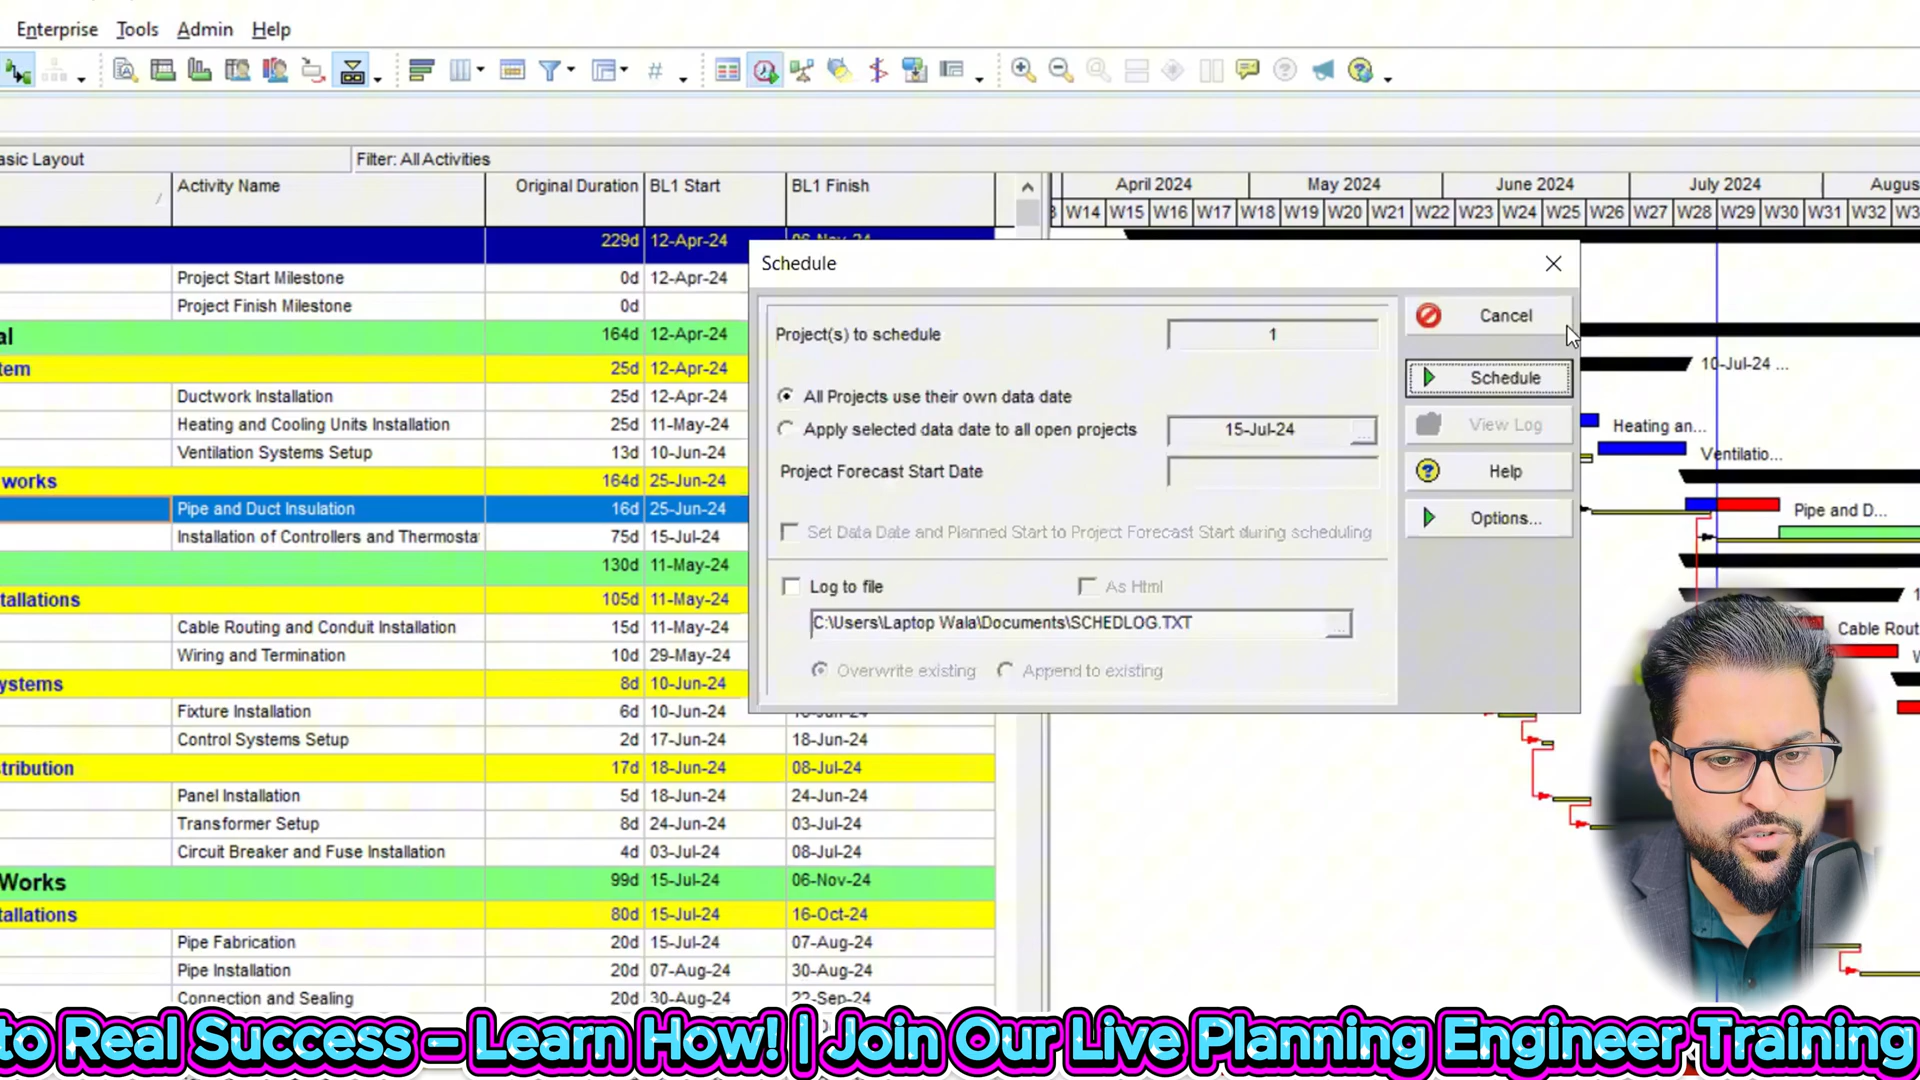 Enterprise Tools Admin Help
asic Layout Filter: All Activities
Activity Name Original Duration BL1 Start BL1 Finish
April 2024 May 2024 June 2024 July 2024 Augus
W14 W15 W16 W17 W18 W19 W20 W21 W22 W23 W24 W25 W26 W27 W28 W29 W30 W31 W32 W3
229d 12-Apr-24 06-Nov-24
Project Start Milestone 0d 12-Apr-24
Project Finish Milestone 0d
al 164d 12-Apr-24
tem 25d 12-Apr-24
Ductwork Installation 25d 12-Apr-24
Heating and Cooling Units Installation 25d 11-May-24
Ventilation Systems Setup 13d 10-Jun-24
works 164d 25-Jun-24
Pipe and Duct Insulation 16d 25-Jun-24
Installation of Controllers and Thermosta 75d 15-Jul-24
130d 11-May-24
tallations 105d 11-May-24
Cable Routing and Conduit Installation 15d 11-May-24
Wiring and Termination 10d 29-May-24
ystems 8d 10-Jun-24
Fixture Installation 6d 10-Jun-24
Control Systems Setup 2d 17-Jun-24 18-Jun-24
stribution 17d 18-Jun-24 08-Jul-24
Panel Installation 5d 18-Jun-24 24-Jun-24
Transformer Setup 8d 24-Jun-24 03-Jul-24
Circuit Breaker and Fuse Installation 4d 03-Jul-24 08-Jul-24
Works 99d 15-Jul-24 06-Nov-24
tallations 80d 15-Jul-24 16-Oct-24
Pipe Fabrication 20d 15-Jul-24 07-Aug-24
Pipe Installation 20d 07-Aug-24 30-Aug-24
Connection and Sealing 20d 30-Aug-24 22-Sep-24
Schedule
Project(s) to schedule 1
All Projects use their own data date
Apply selected data date to all open projects 15-Jul-24 ...
Project Forecast Start Date
Set Data Date and Planned Start to Project Forecast Start during scheduling
Log to file As Html
C:\Users\Laptop Wala\Documents\SCHEDLOG.TXT ...
Overwrite existing Append to existing
Cancel
Schedule
View Log
Help
Options...
10-Jul-24 ...
Heating an...
Ventilatio...
Pipe and D...
Cable Rout
to Real Success – Learn How! | Join Our Live Planning Engineer Training